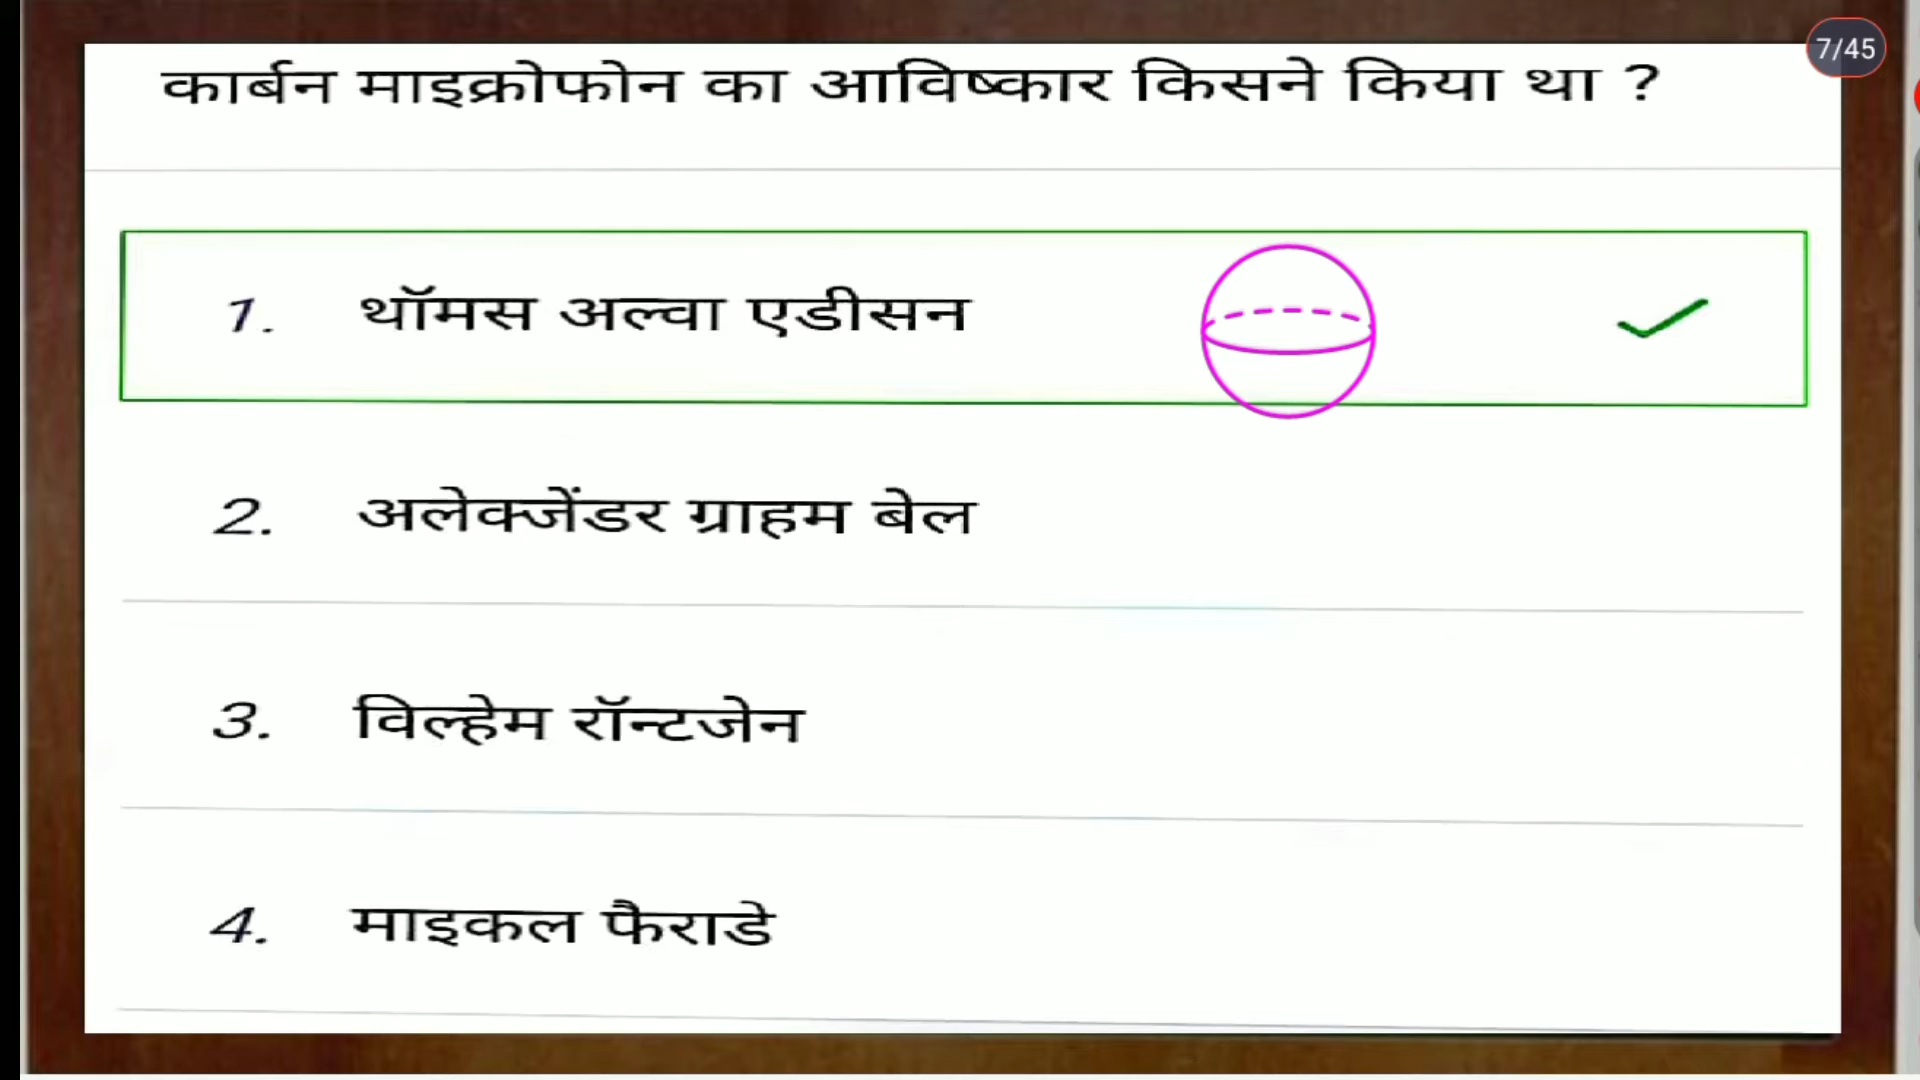 7/45
कार्बन माइक्रोफोन का आविष्कार किसने किया था ?
1. थॉमस अल्वा एडीसन
2. अलेक्जेंडर ग्राहम बेल
3. विल्हेम रॉन्टजेन
4. माइकल फैराडे